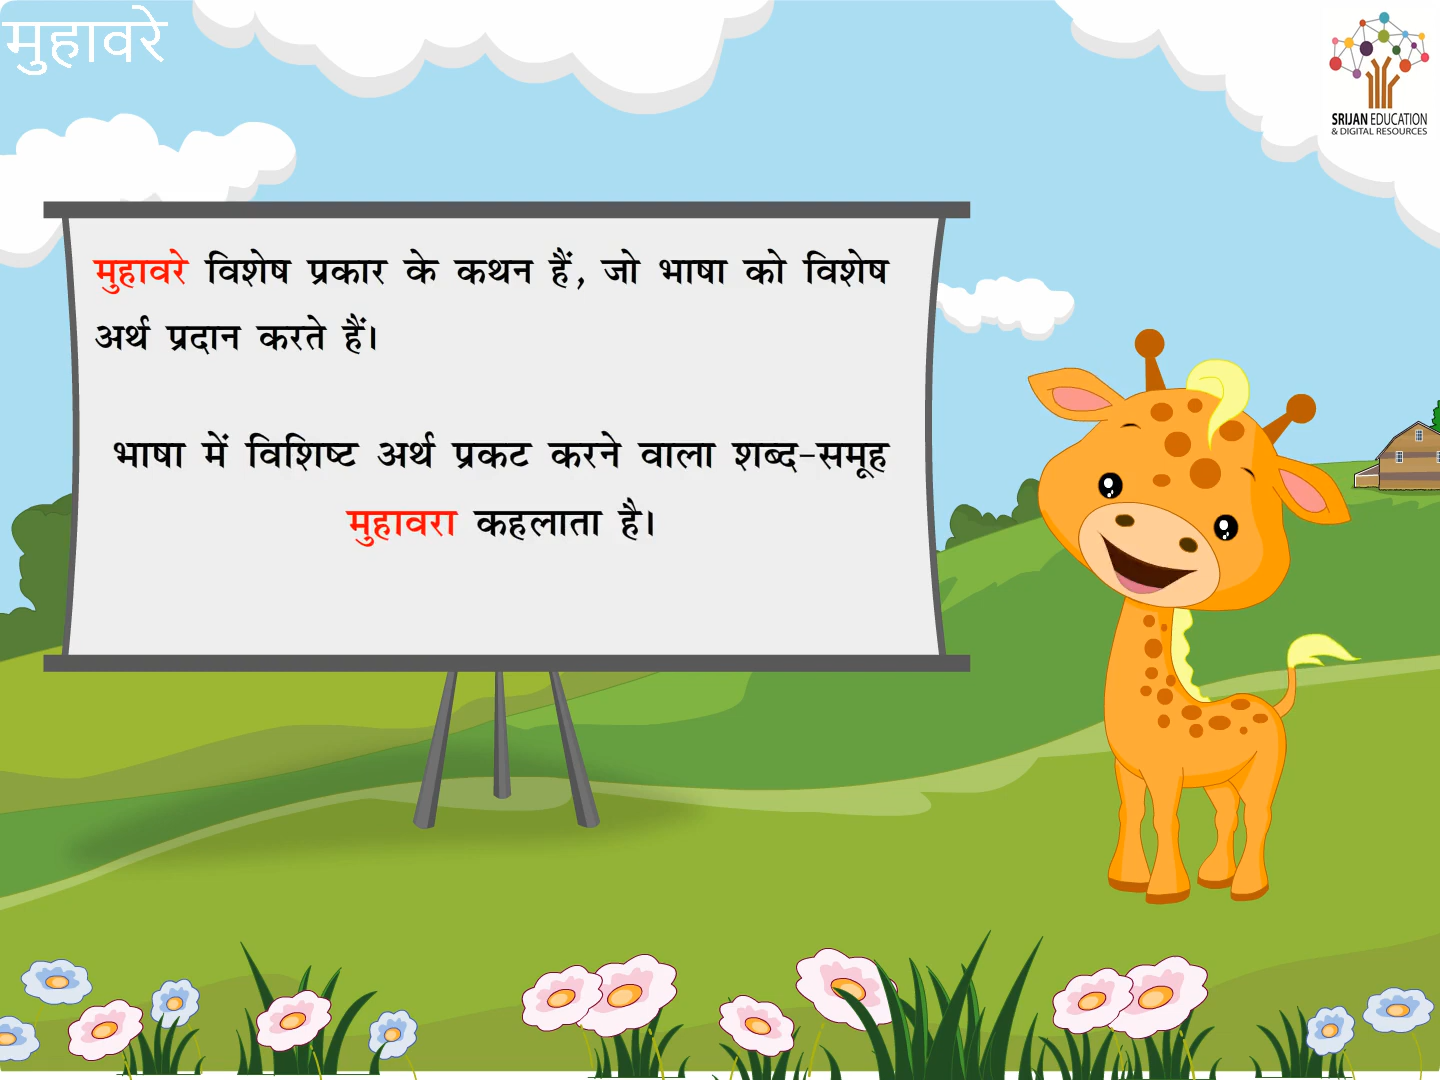 मुहावरे
SRIJAN EDUCATION
& DIGITAL RESOURCES
मुहावरे विशेष प्रकार के कथन हैं, जो भाषा को विशेष
अर्थ प्रदान करते हैं।
भाषा में विशिष्ट अर्थ प्रकट करने वाला शब्द-समूह
मुहावरा कहलाता है।